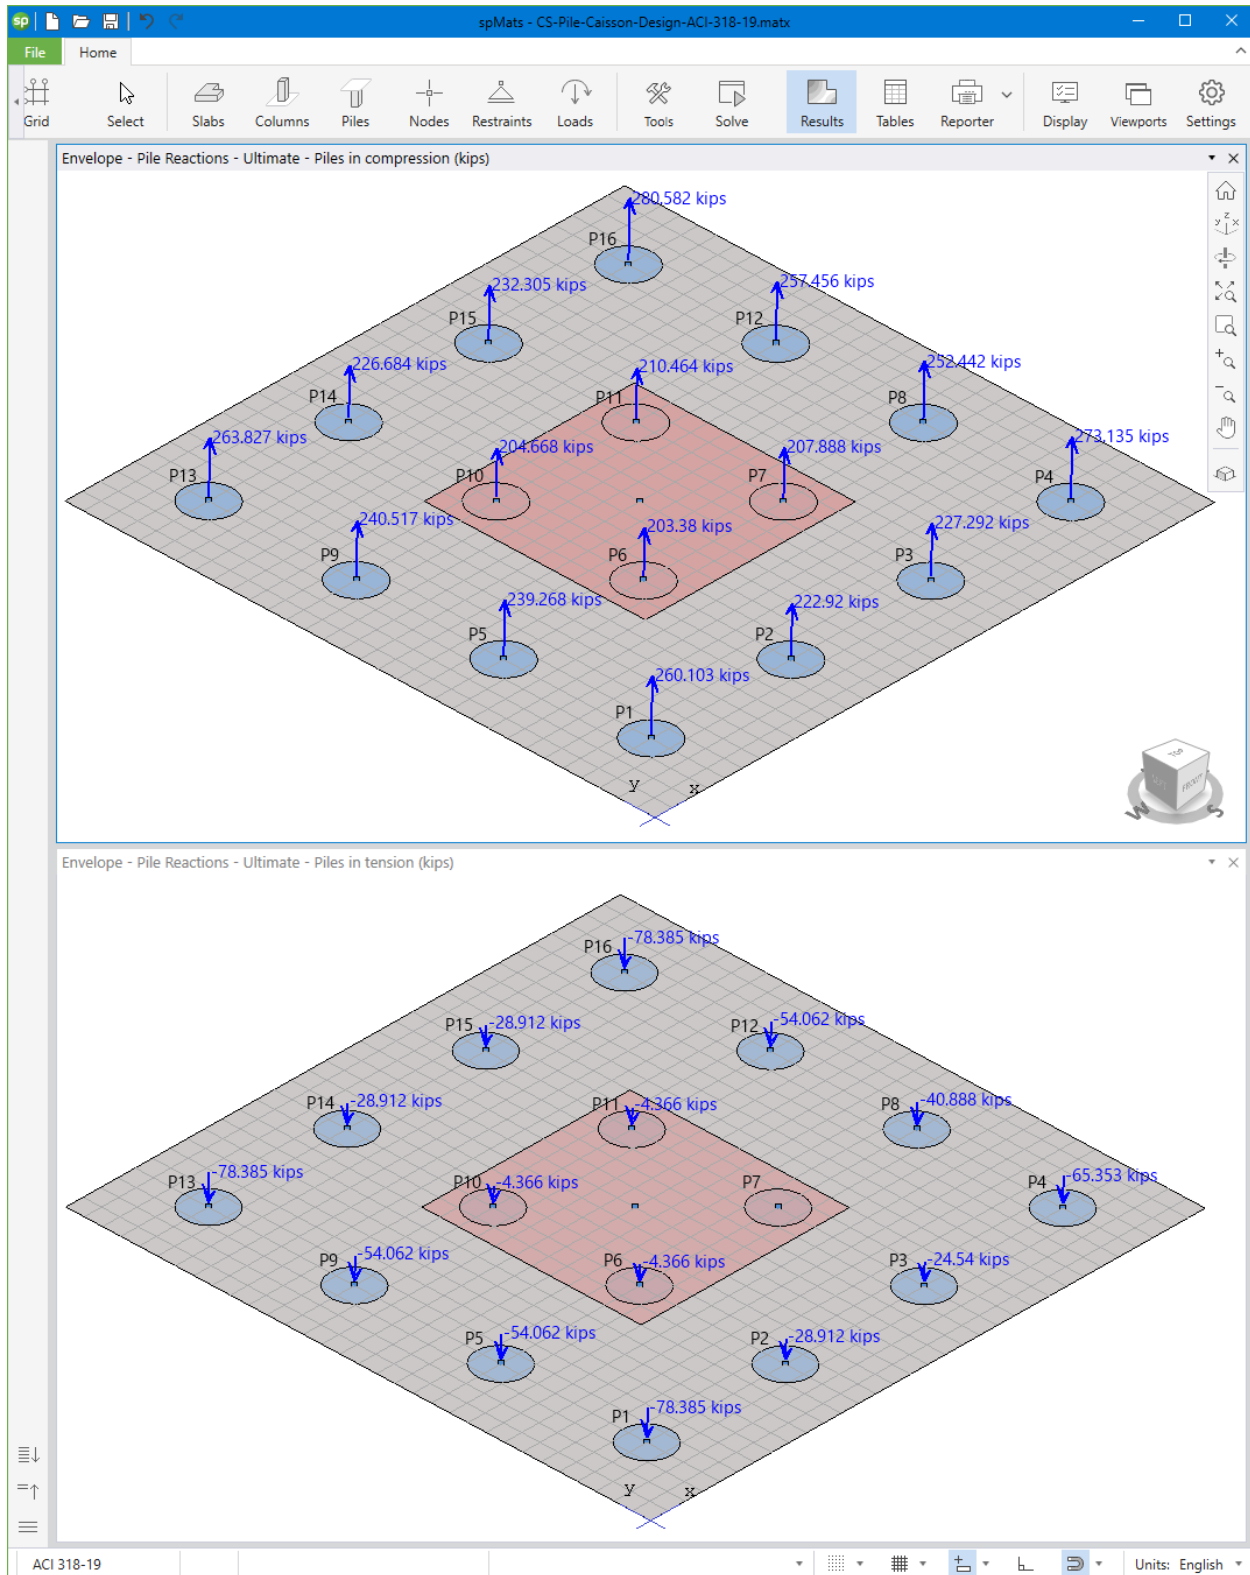 sp
spMats - CS-Pile-Caisson-Design-ACI-318-19.matx
File Home
Grid Select Slabs Columns Piles Nodes Restraints Loads Tools Solve Results Tables Reporter Display Viewports Settings
Envelope - Pile Reactions - Ultimate - Piles in compression (kips)
280.582 kips
P16
232.305 kips
257.456 kips
P15
P12
226.684 kips
210.464 kips
252.442 kips
P14
P11
P8
263.827 kips
204.668 kips
207.888 kips
273.135 kips
P13
P10
P7
P4
240.517 kips
203.38 kips
227.292 kips
P9
P6
P3
239.268 kips
222.92 kips
P5
P2
260.103 kips
P1
y x
TOP
FRONT
W S
Envelope - Pile Reactions - Ultimate - Piles in tension (kips)
-78.385 kips
P16
-28.912 kips
-54.062 kips
P15
P12
-28.912 kips
-4.366 kips
-40.888 kips
P14
P11
P8
-78.385 kips
-4.366 kips
-65.353 kips
P13
P10
P7
P4
-54.062 kips
-4.366 kips
-24.54 kips
P9
P6
P3
-54.062 kips
-28.912 kips
P5
P2
-78.385 kips
P1
y x
ACI 318-19
Units: English